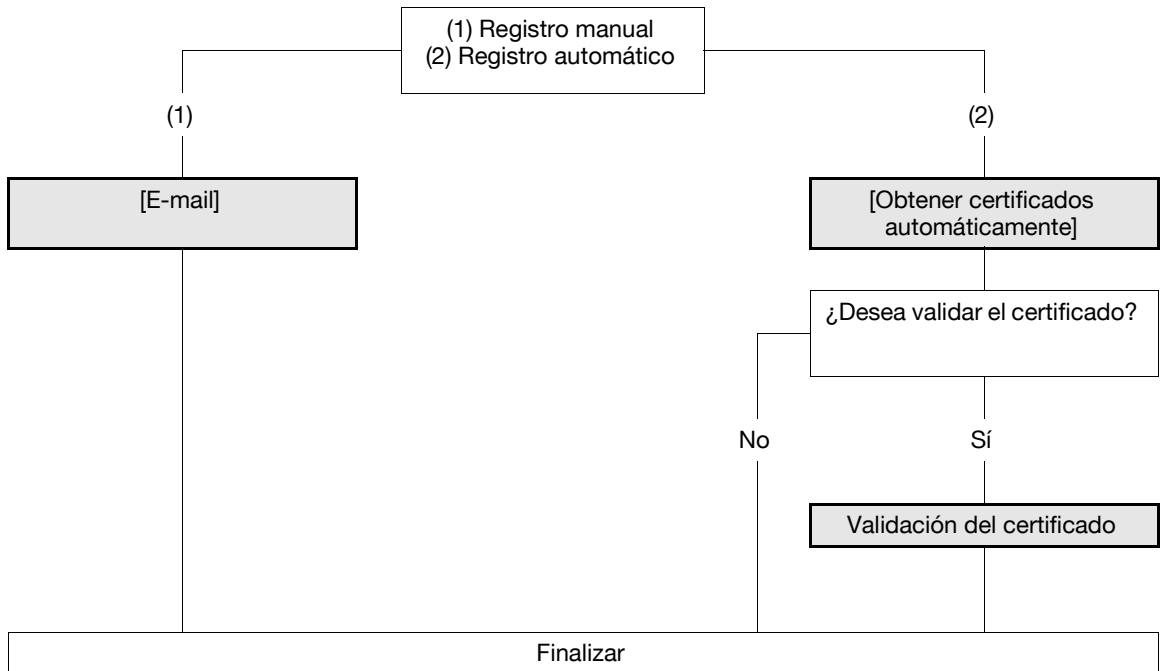 (1) Registro manual
(2) Registro automático
(1)
(2)
[E-mail]
[Obtener certificados
automáticamente]
¿Desea validar el certificado?
No
Sí
Validación del certificado
Finalizar